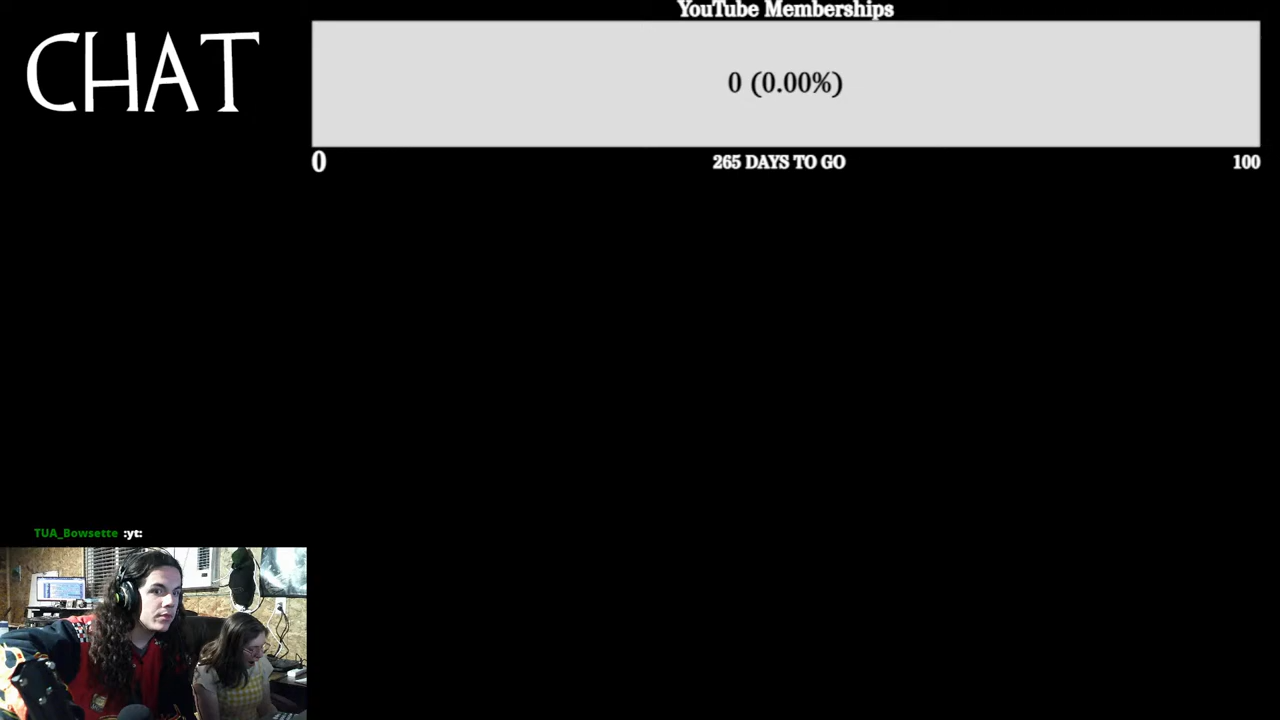 YouTube Memberships
CHAT
0 (0.00%)
0
265 DAYS TO GO
100
TUA_Bowsette :yt: